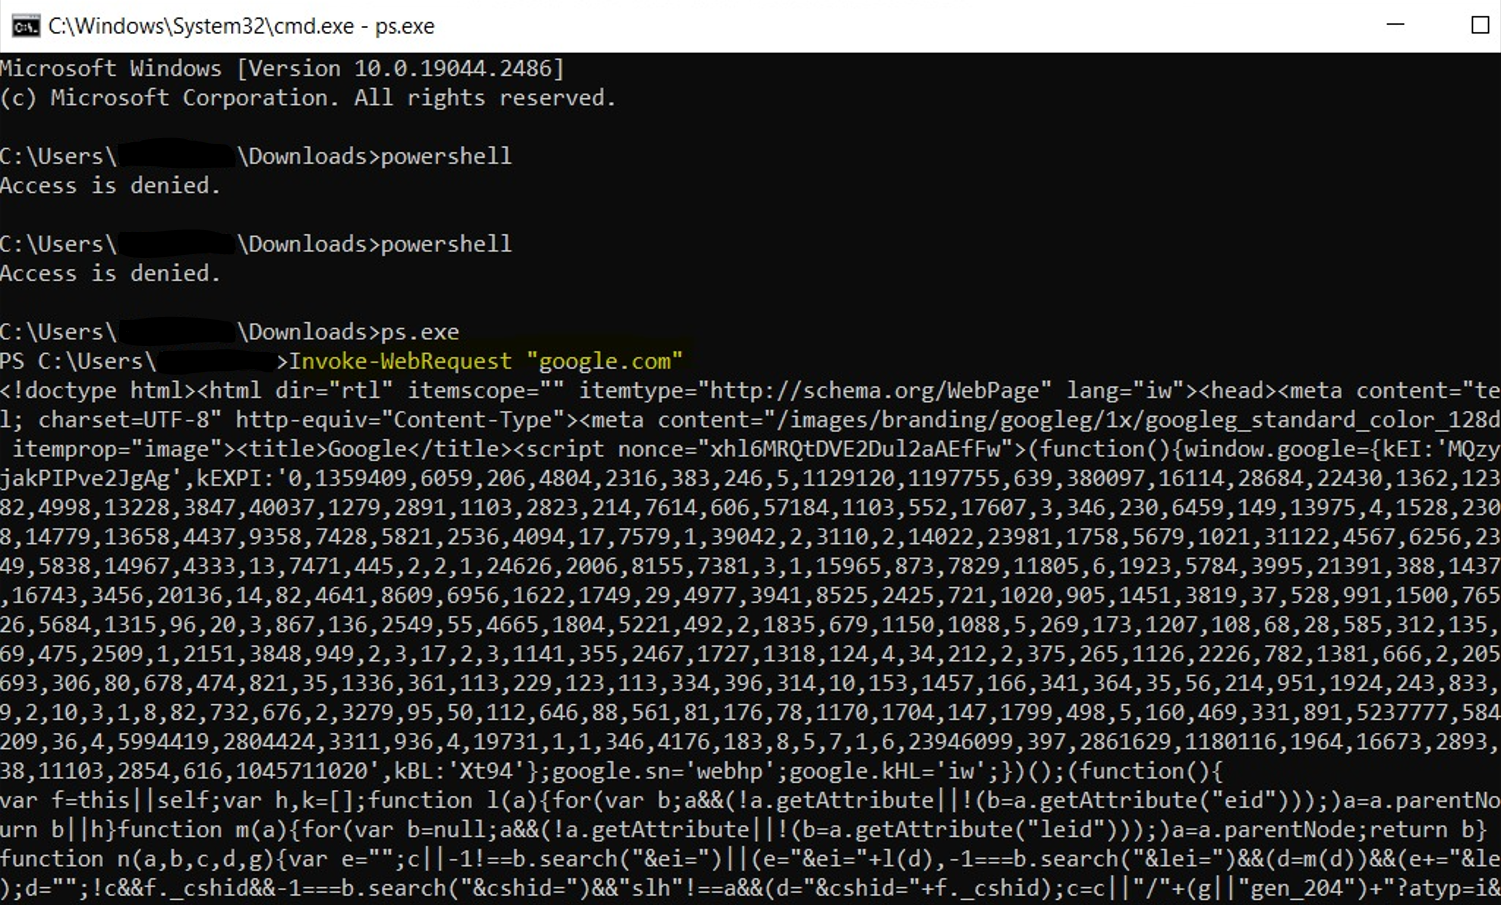 C:\Windows\System32\cmd.exe - ps.exe
Microsoft Windows [Version 10.0.19044.2486]
(c) Microsoft Corporation. All rights reserved.
C:\Users\ \Downloads>powershell
Access is denied.
C:\Users\ \Downloads>powershell
Access is denied.
C:\Users\ \Downloads>ps.exe
PS C:\Users\ >Invoke-WebRequest "google.com"
<!doctype html><html dir="rtl" itemscope="" itemtype="http://schema.org/WebPage" lang="iw"><head><meta content="te
l; charset=UTF-8" http-equiv="Content-Type"><meta content="/images/branding/googleg/1x/googleg_standard_color_128d
itemprop="image"><title>Google</title><script nonce="xhl6MRQtDVE2Dul2aAEfFw">(function(){window.google={kEI:'MQzy
jakPIPve2JgAg',kEXPI:'0,1359409,6059,206,4804,2316,383,246,5,1129120,1197755,639,380097,16114,28684,22430,1362,123
82,4998,13228,3847,40037,1279,2891,1103,2823,214,7614,606,57184,1103,552,17607,3,346,230,6459,149,13975,4,1528,230
8,14779,13658,4437,9358,7428,5821,2536,4094,17,7579,1,39042,2,3110,2,14022,23981,1758,5679,1021,31122,4567,6256,23
49,5838,14967,4333,13,7471,445,2,2,1,24626,2006,8155,7381,3,1,15965,873,7829,11805,6,1923,5784,3995,21391,388,1437
,16743,3456,20136,14,82,4641,8609,6956,1622,1749,29,4977,3941,8525,2425,721,1020,905,1451,3819,37,528,991,1500,765
26,5684,1315,96,20,3,867,136,2549,55,4665,1804,5221,492,2,1835,679,1150,1088,5,269,173,1207,108,68,28,585,312,135,
69,475,2509,1,2151,3848,949,2,3,17,2,3,1141,355,2467,1727,1318,124,4,34,212,2,375,265,1126,2226,782,1381,666,2,205
693,306,80,678,474,821,35,1336,361,113,229,123,113,334,396,314,10,153,1457,166,341,364,35,56,214,951,1924,243,833,
9,2,10,3,1,8,82,732,676,2,3279,95,50,112,646,88,561,81,176,78,1170,1704,147,1799,498,5,160,469,331,891,5237777,584
209,36,4,5994419,2804424,3311,936,4,19731,1,1,346,4176,183,8,5,7,1,6,23946099,397,2861629,1180116,1964,16673,2893,
38,11103,2854,616,1045711020',kBL:'Xt94'};google.sn='webhp';google.kHL='iw';})();(function(){
var f=this||self;var h,k=[];function l(a){for(var b;a&&(!a.getAttribute||!(b=a.getAttribute("eid")));)a=a.parentNo
urn b||h}function m(a){for(var b=null;a&&(!a.getAttribute||!(b=a.getAttribute("leid")));)a=a.parentNode;return b}
function n(a,b,c,d,g){var e="";c||-1!==b.search("&ei=")||(e="&ei="+l(d),-1===b.search("&lei=")&&(d=m(d))&&(e+="&le
);d="";!c&&f._cshid&&-1===b.search("&cshid=")&&"slh"!==a&&(d="&cshid="+f._cshid);c=c||"/"+(g||"gen_204")+"?atyp=i&